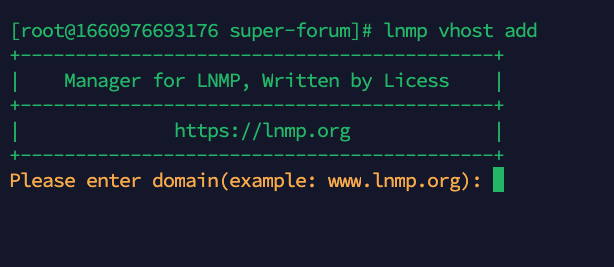 [root@1660976693176 super-forum]# lnmp vhost add
+-------------------------------------------+
|    Manager for LNMP, Written by Licess    |
+-------------------------------------------+
|              https://lnmp.org             |
+-------------------------------------------+
Please enter domain(example: www.lnmp.org):